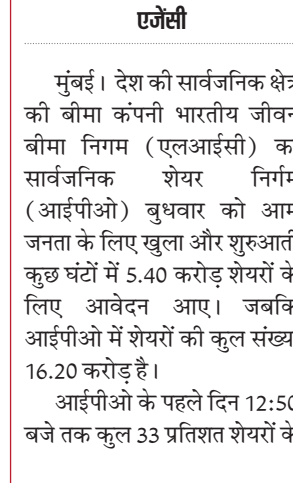 एजेंसी
मुंबई। देश की सार्वजनिक क्षेत्र
की बीमा कंपनी भारतीय जीवन
बीमा निगम (एलआईसी) का
सार्वजनिक शेयर निर्गम
(आईपीओ) बुधवार को आम
जनता के लिए खुला और शुरुआती
कुछ घंटों में 5.40 करोड़ शेयरों के
लिए आवेदन आए। जबकि
आईपीओ में शेयरों की कुल संख्या
16.20 करोड़ है।
आईपीओ के पहले दिन 12:50
बजे तक कुल 33 प्रतिशत शेयरों के